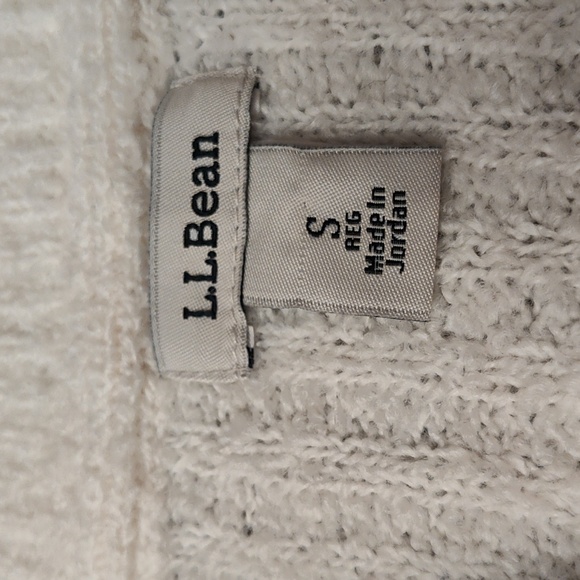 L.L.Bean
S
REG
Made In
Jordan